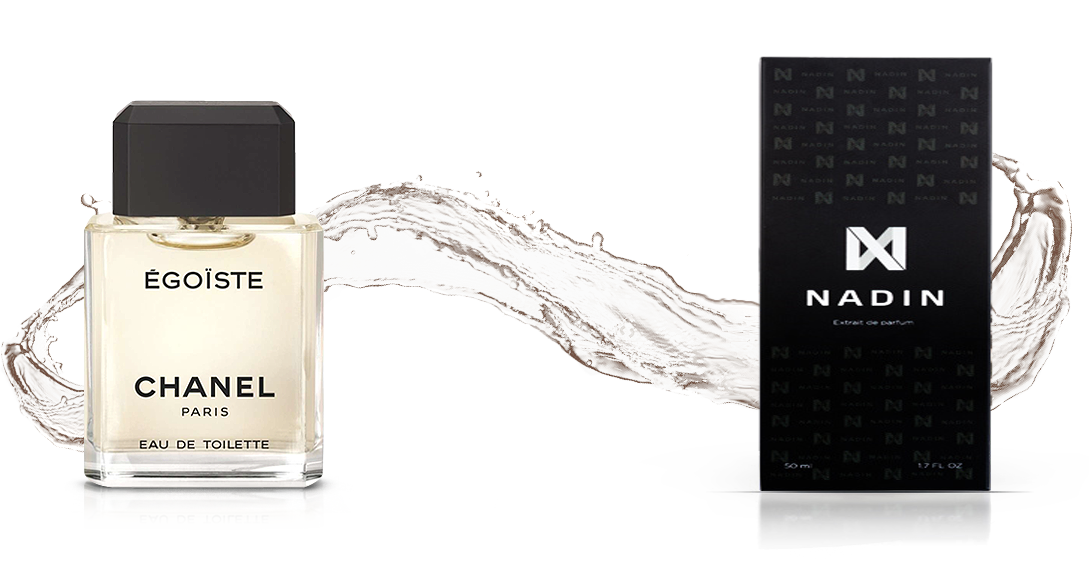 ÉGOÏSTE
CHANEL
PARIS
EAU DE TOILETTE
NADIN
Extrait de parfum
50 ml
1.7 FL OZ